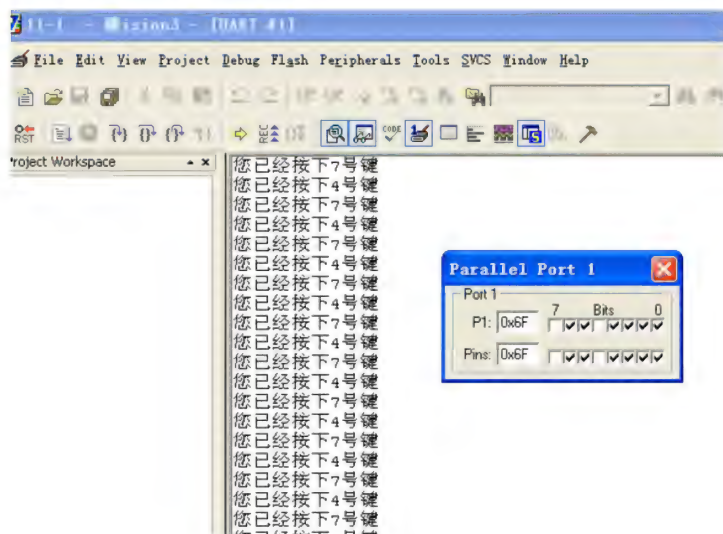 11-1 - Mision3 - [UART #1]
File Edit View Project Debug Flash Peripherals Tools SVCS Window Help
RST
REC
CODE
roject Workspace
您已经按下7号键
您已经按下4号键
您已经按下7号键
您已经按下4号键
您已经按下7号键
您已经按下4号键
您已经按下7号键
您已经按下4号键
您已经按下7号键
您已经按下4号键
您已经按下7号键
您已经按下4号键
您已经按下7号键
您已经按下4号键
您已经按下7号键
您已经按下4号键
您已经按下7号键
您已经按下4号键
您已经按下7号键
Parallel Port 1
Port 1
7 Bits 0
P1: 0x6F
Pins: 0x6F